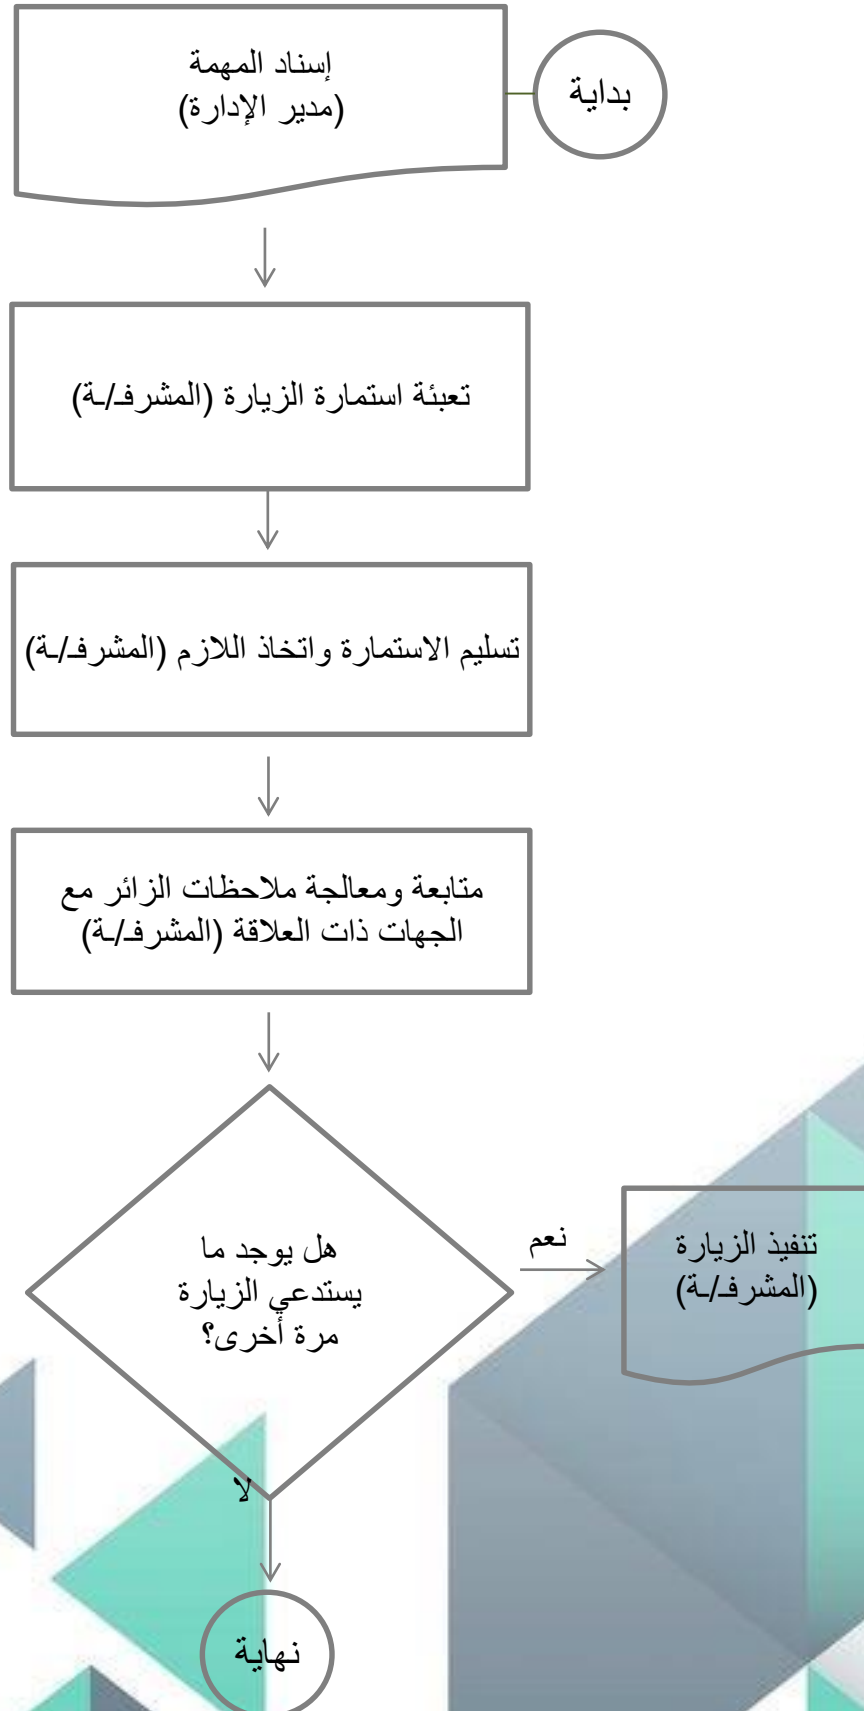 بداية
إسناد المهمة
(مدير الإدارة)
تعبئة استمارة الزيارة (المشرفـ/ـة)
تسليم الاستمارة واتخاذ اللازم (المشرفـ/ـة)
متابعة ومعالجة ملاحظات الزائر مع
الجهات ذات العلاقة (المشرفـ/ـة)
هل يوجد ما
يستدعي الزيارة
مرة أخرى؟
نعم
تنفيذ الزيارة
(المشرفـ/ـة)
لا
نهاية